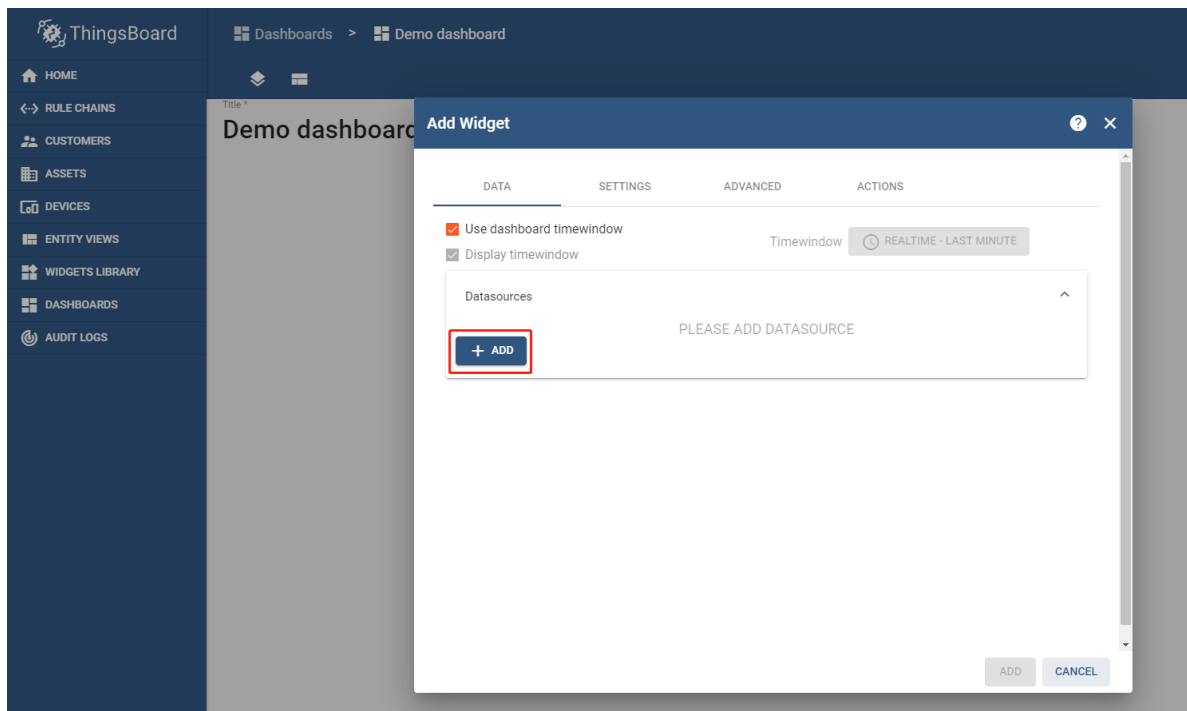 ThingsBoard
Dashboards > Demo dashboard
HOME
RULE CHAINS
CUSTOMERS
ASSETS
DEVICES
ENTITY VIEWS
WIDGETS LIBRARY
DASHBOARDS
AUDIT LOGS
Title *
Demo dashboard
Add Widget
DATA SETTINGS ADVANCED ACTIONS
Use dashboard timewindow
Display timewindow
Timewindow REALTIME - LAST MINUTE
Datasources
PLEASE ADD DATASOURCE
+ ADD
ADD CANCEL